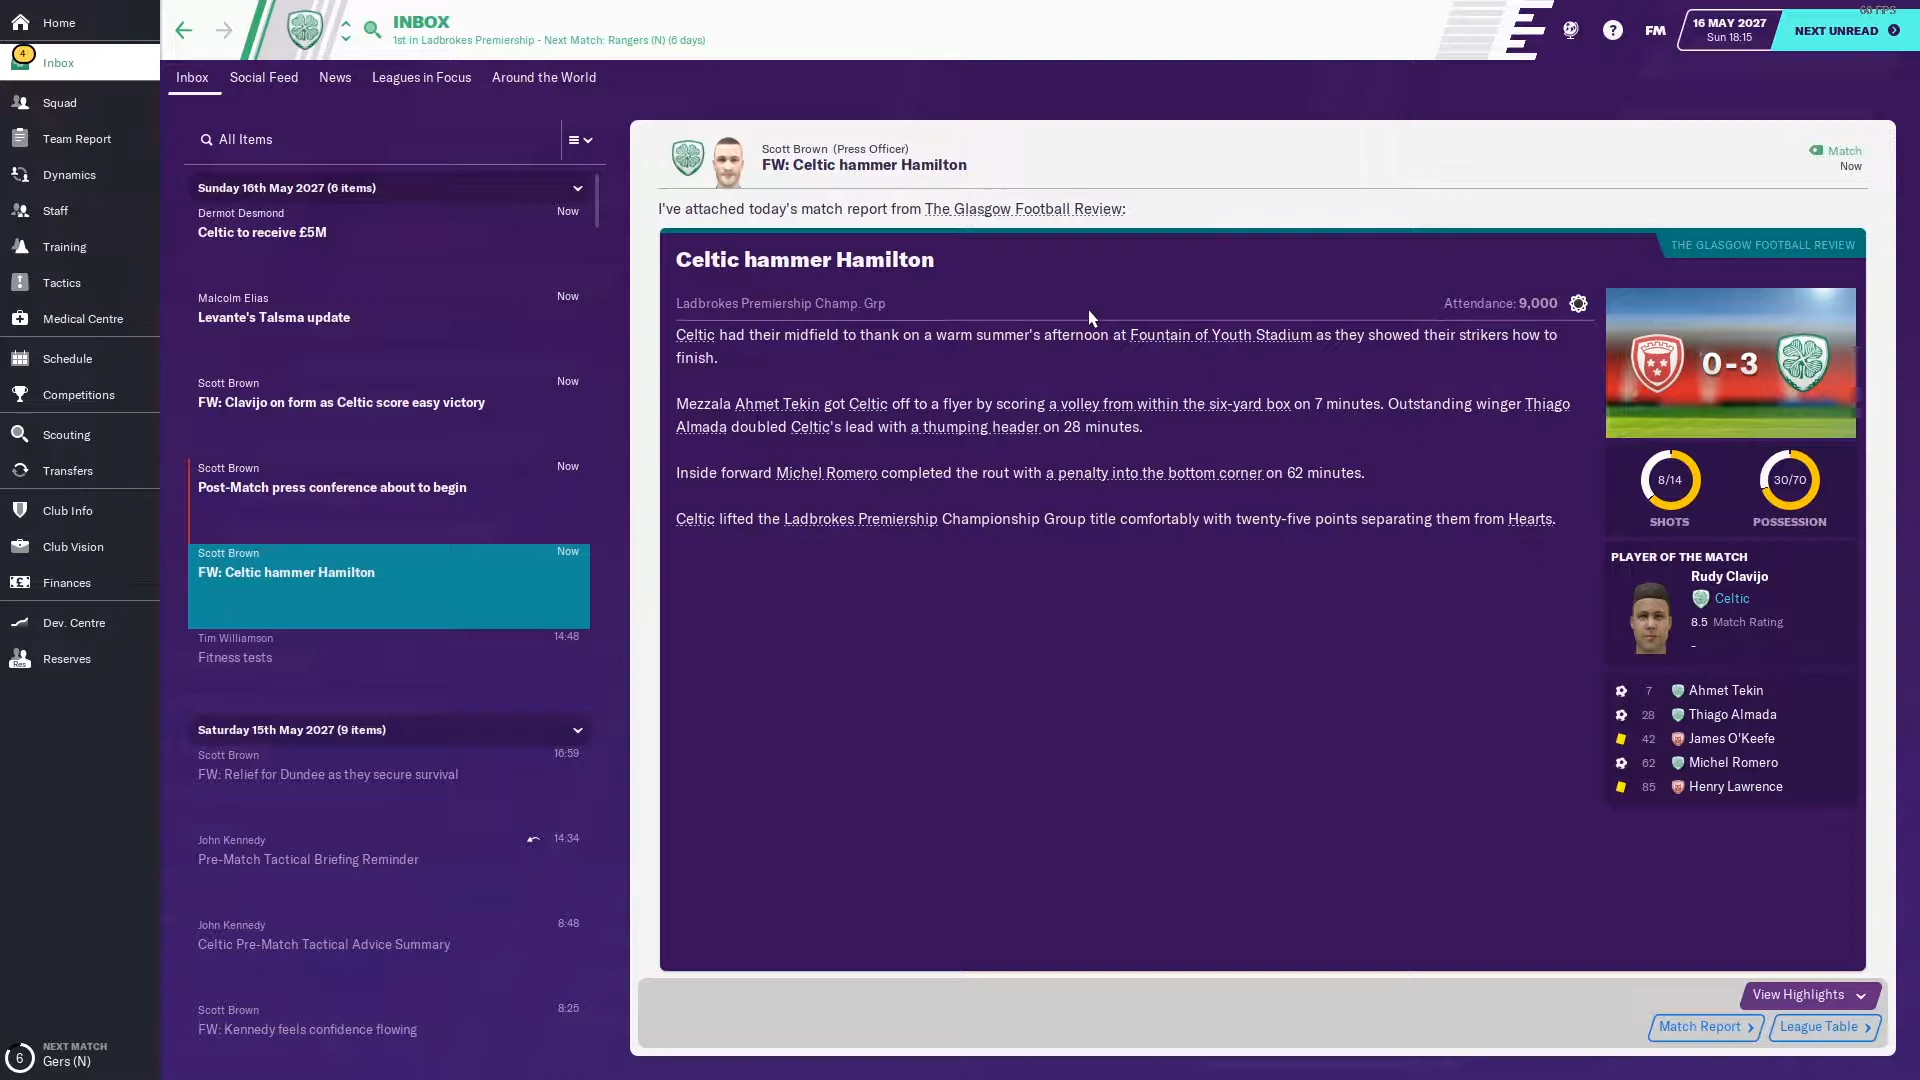 Home
Inbox
4
Squad
Team Report
Dynamics
Staff
Training
Tactics
Medical Centre
Schedule
Competitions
Scouting
Transfers
Club Info
Club Vision
Finances
Dev. Centre
Res
Reserves
6
NEXT MATCH
Gers (N)
INBOX
1st in Ladbrokes Premiership - Next Match: Rangers (N) (6 days)
?
FM
16 MAY 2027
Sun 18:15
NEXT UNREAD
Inbox Social Feed News Leagues in Focus Around the World
All Items
Sunday 16th May 2027 (6 items)
Dermot Desmond Now
Celtic to receive £5M
Malcolm Elias Now
Levante's Talsma update
Scott Brown Now
FW: Clavijo on form as Celtic score easy victory
Scott Brown Now
Post-Match press conference about to begin
Scott Brown Now
FW: Celtic hammer Hamilton
Tim Williamson 14:48
Fitness tests
Saturday 15th May 2027 (9 items)
Scott Brown 16:59
FW: Relief for Dundee as they secure survival
John Kennedy 14:34
Pre-Match Tactical Briefing Reminder
John Kennedy 8:48
Celtic Pre-Match Tactical Advice Summary
Scott Brown 8:25
FW: Kennedy feels confidence flowing
Scott Brown (Press Officer)
FW: Celtic hammer Hamilton
Match
Now
I've attached today's match report from The Glasgow Football Review:
THE GLASGOW FOOTBALL REVIEW
Celtic hammer Hamilton
Ladbrokes Premiership Champ. Grp
Attendance: 9,000
Celtic had their midfield to thank on a warm summer's afternoon at Fountain of Youth Stadium as they showed their strikers how to
finish.
Mezzala Ahmet Tekin got Celtic off to a flyer by scoring a volley from within the six-yard box on 7 minutes. Outstanding winger Thiago
Almada doubled Celtic's lead with a thumping header on 28 minutes.
Inside forward Michel Romero completed the rout with a penalty into the bottom corner on 62 minutes.
Celtic lifted the Ladbrokes Premiership Championship Group title comfortably with twenty-five points separating them from Hearts.
0-3
8/14
SHOTS
30/70
POSSESSION
PLAYER OF THE MATCH
Rudy Clavijo
Celtic
8.5 Match Rating
-
7 Ahmet Tekin
28 Thiago Almada
42 James O'Keefe
62 Michel Romero
85 Henry Lawrence
View Highlights
Match Report
League Table